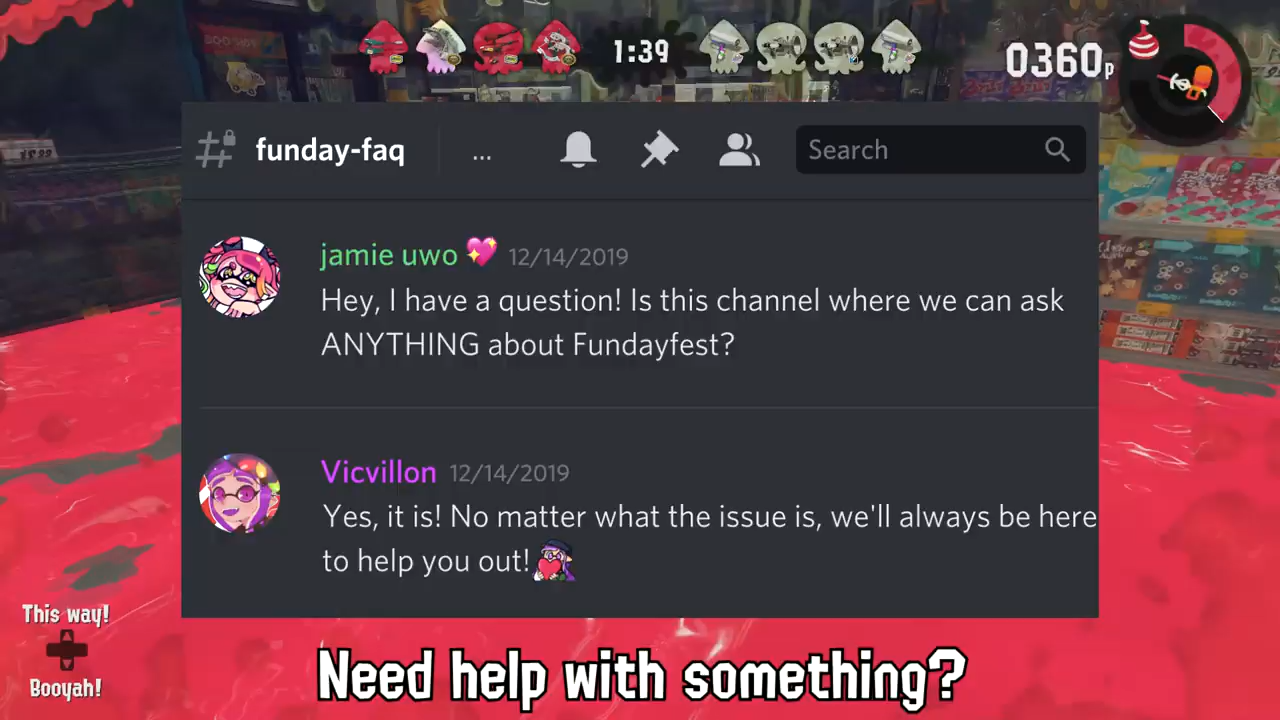 1:39
0360p
# funday-faq
...
Search
jamie uwo 💖 12/14/2019
Hey, I have a question! Is this channel where we can ask
ANYTHING about Fundayfest?
Vicvillon 12/14/2019
Yes, it is! No matter what the issue is, we'll always be here
to help you out!
This way!
Booyah!
Need help with something?